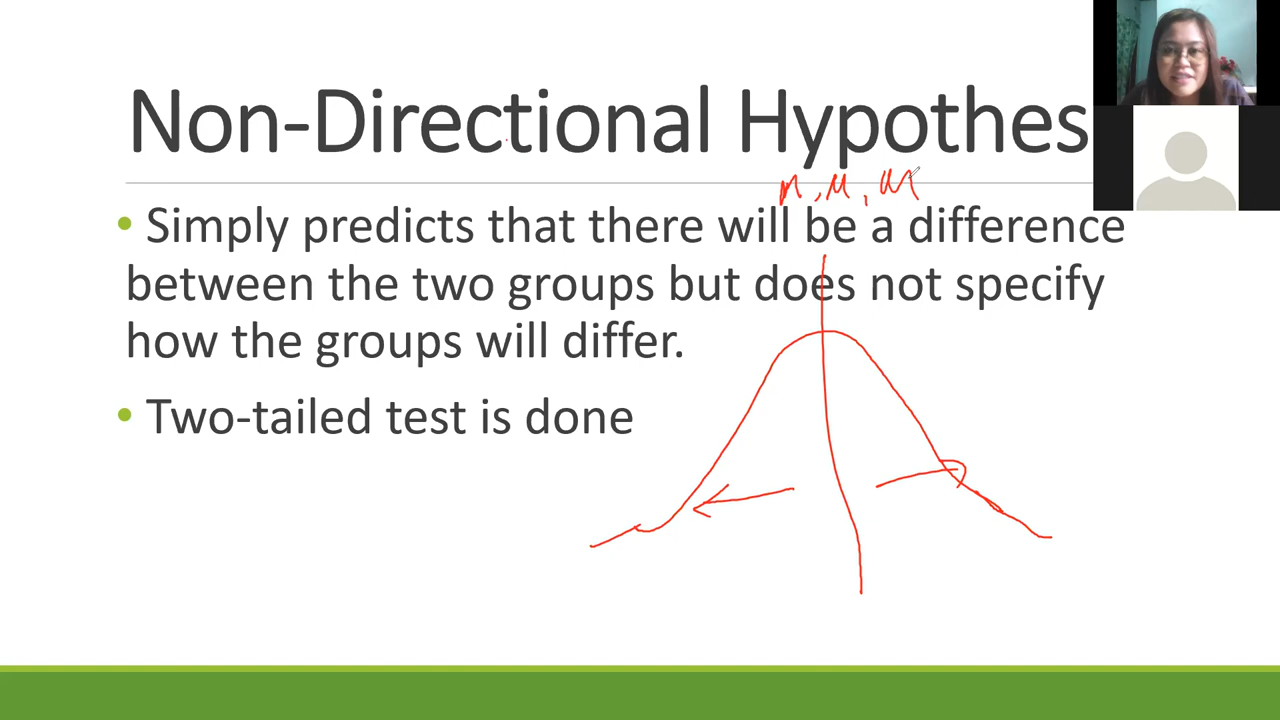 Non-Directional Hypothes
• Simply predicts that there will be a difference
between the two groups but does not specify
how the groups will differ.
• Two-tailed test is done